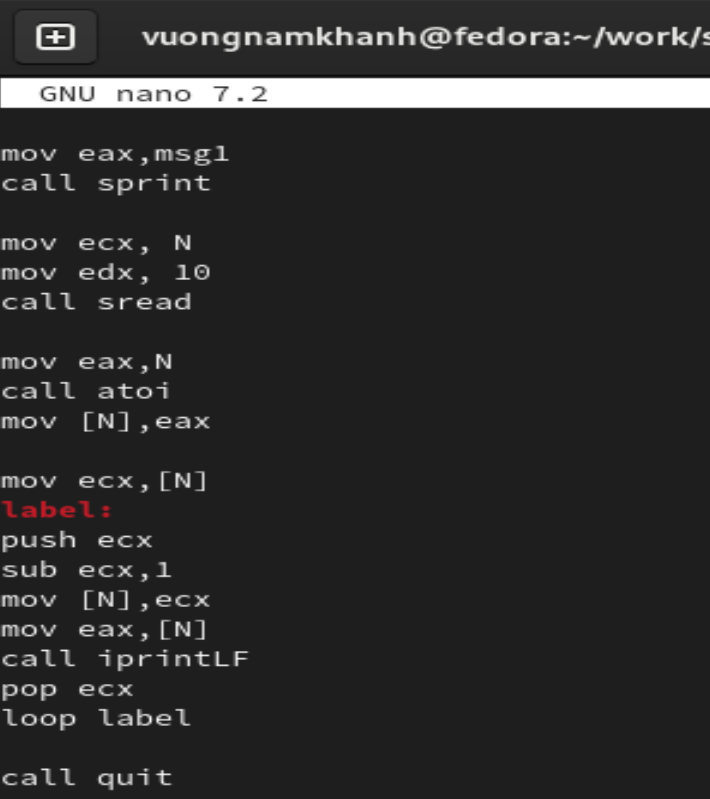 vuongnamkhanh@fedora:~/work/s
GNU nano 7.2
mov eax,msg1
call sprint
mov ecx, N
mov edx, 10
call sread
mov eax,N
call atoi
mov [N],eax
mov ecx,[N]
label:
push ecx
sub ecx,1
mov [N],ecx
mov eax,[N]
call iprintLF
pop ecx
loop label
call quit